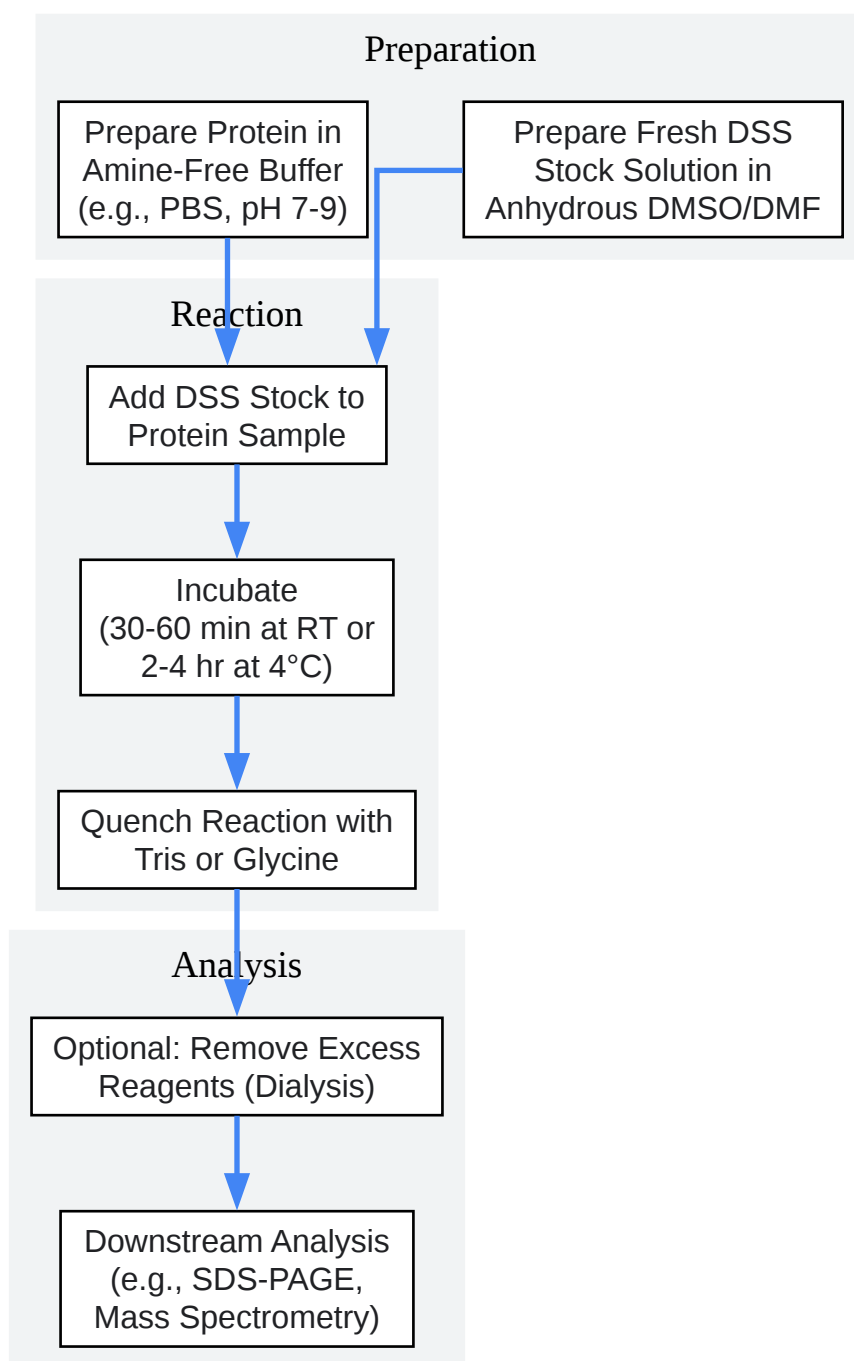 Preparation
Prepare Protein in
Amine-Free Buffer
(e.g., PBS, pH 7-9)
Prepare Fresh DSS
Stock Solution in
Anhydrous DMSO/DMF
Reaction
Add DSS Stock to
Protein Sample
Incubate
(30-60 min at RT or
2-4 hr at 4°C)
Quench Reaction with
Tris or Glycine
Analysis
Optional: Remove Excess
Reagents (Dialysis)
Downstream Analysis
(e.g., SDS-PAGE,
Mass Spectrometry)